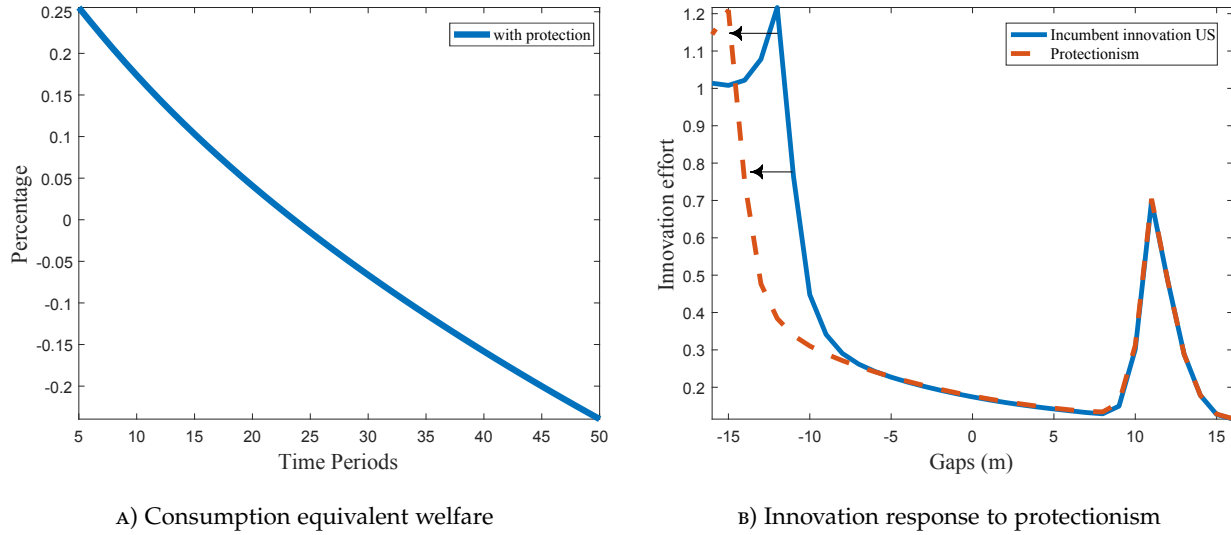 0.25
0.2
0.15
0.1
0.05
0
-0.05
-0.1
-0.15
-0.2
Percentage
with protection
5 10 15 20 25 30 35 40 45 50
Time Periods
A) Consumption equivalent welfare
1.2
1.1
1
0.9
0.8
0.7
0.6
0.5
0.4
0.3
0.2
Innovation effort
Incumbent innovation US
Protectionism
-15 -10 -5 0 5 10 15
Gaps (m)
B) Innovation response to protectionism